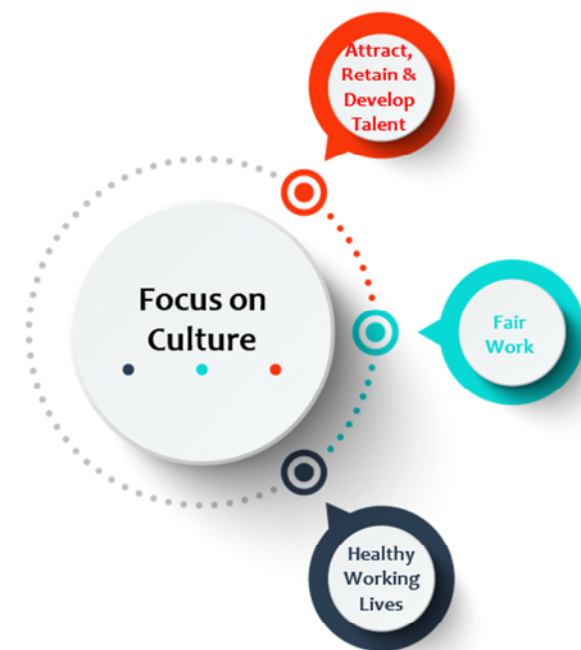 Attract,
Retain &
Develop
Talent
Focus on
Culture
Fair
Work
Healthy
Working
Lives